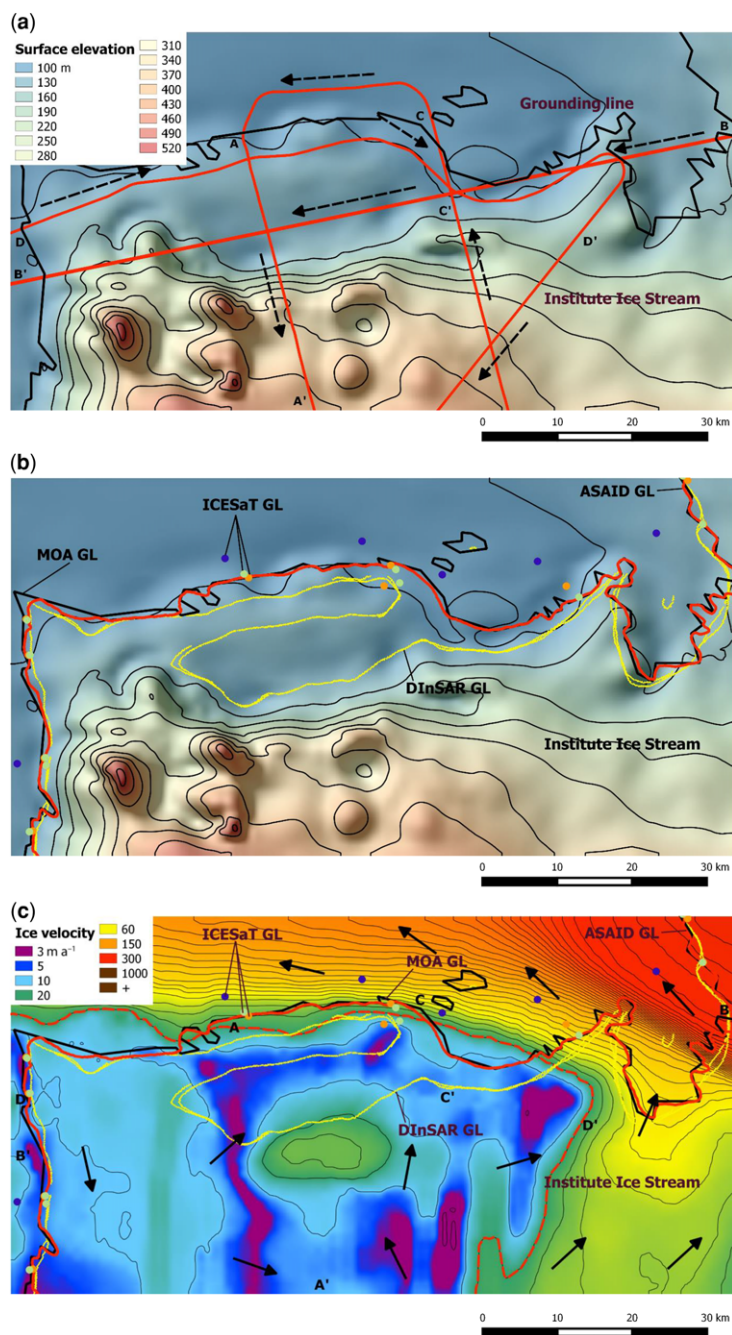 (a)
Surface elevation
100 m
130
160
190
220
250
280
310
340
370
400
430
460
490
520
Grounding line
A
C
B
D
B'
C'
D'
Institute Ice Stream
A'
0 10 20 30 km
(b)
ICESaT GL
ASAID GL
MOA GL
DInSAR GL
Institute Ice Stream
0 10 20 30 km
(c)
Ice velocity
3 m a⁻¹
5
10
20
60
150
300
1000
+
ICESaT GL
ASAID GL
MOA GL
A
C
B
D
C'
DInSAR GL
D'
B'
Institute Ice Stream
A'
0 10 20 30 km